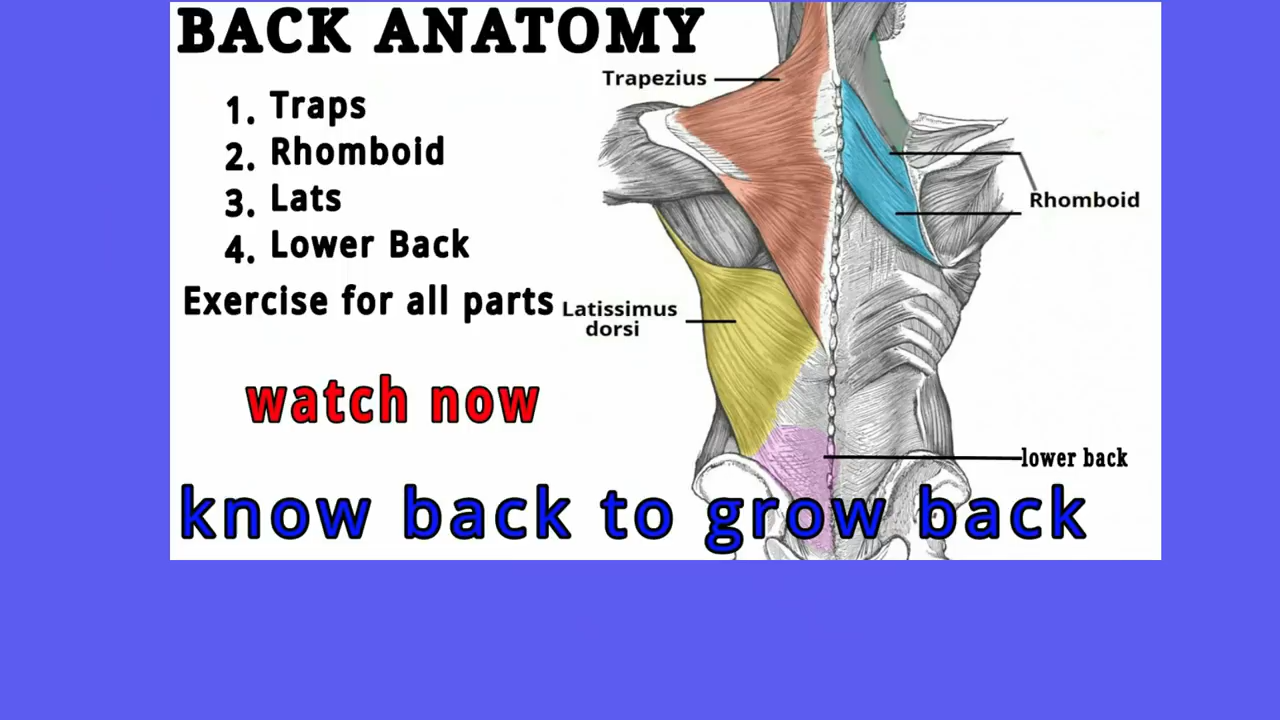 BACK ANATOMY
1. Traps
2. Rhomboid
3. Lats
4. Lower Back
Exercise for all parts
watch now
know back to grow back
Trapezius
Rhomboid
Latissimus
dorsi
lower back